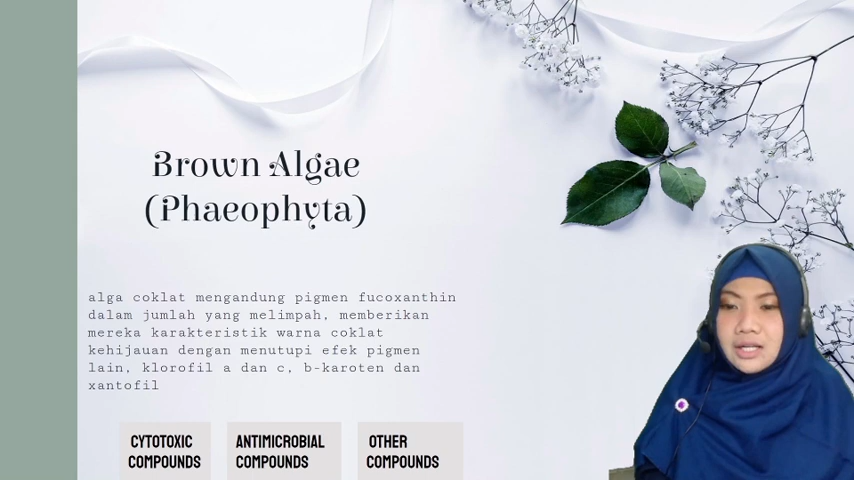 Brown Algae
(Phaeophyta)
alga coklat mengandung pigmen fucoxanthin
dalam jumlah yang melimpah, memberikan
mereka karakteristik warna coklat
kehijauan dengan menutupi efek pigmen
lain, klorofil a dan c, b-karoten dan
xantofil
CYTOTOXIC
COMPOUNDS
ANTIMICROBIAL
COMPOUNDS
OTHER
COMPOUNDS